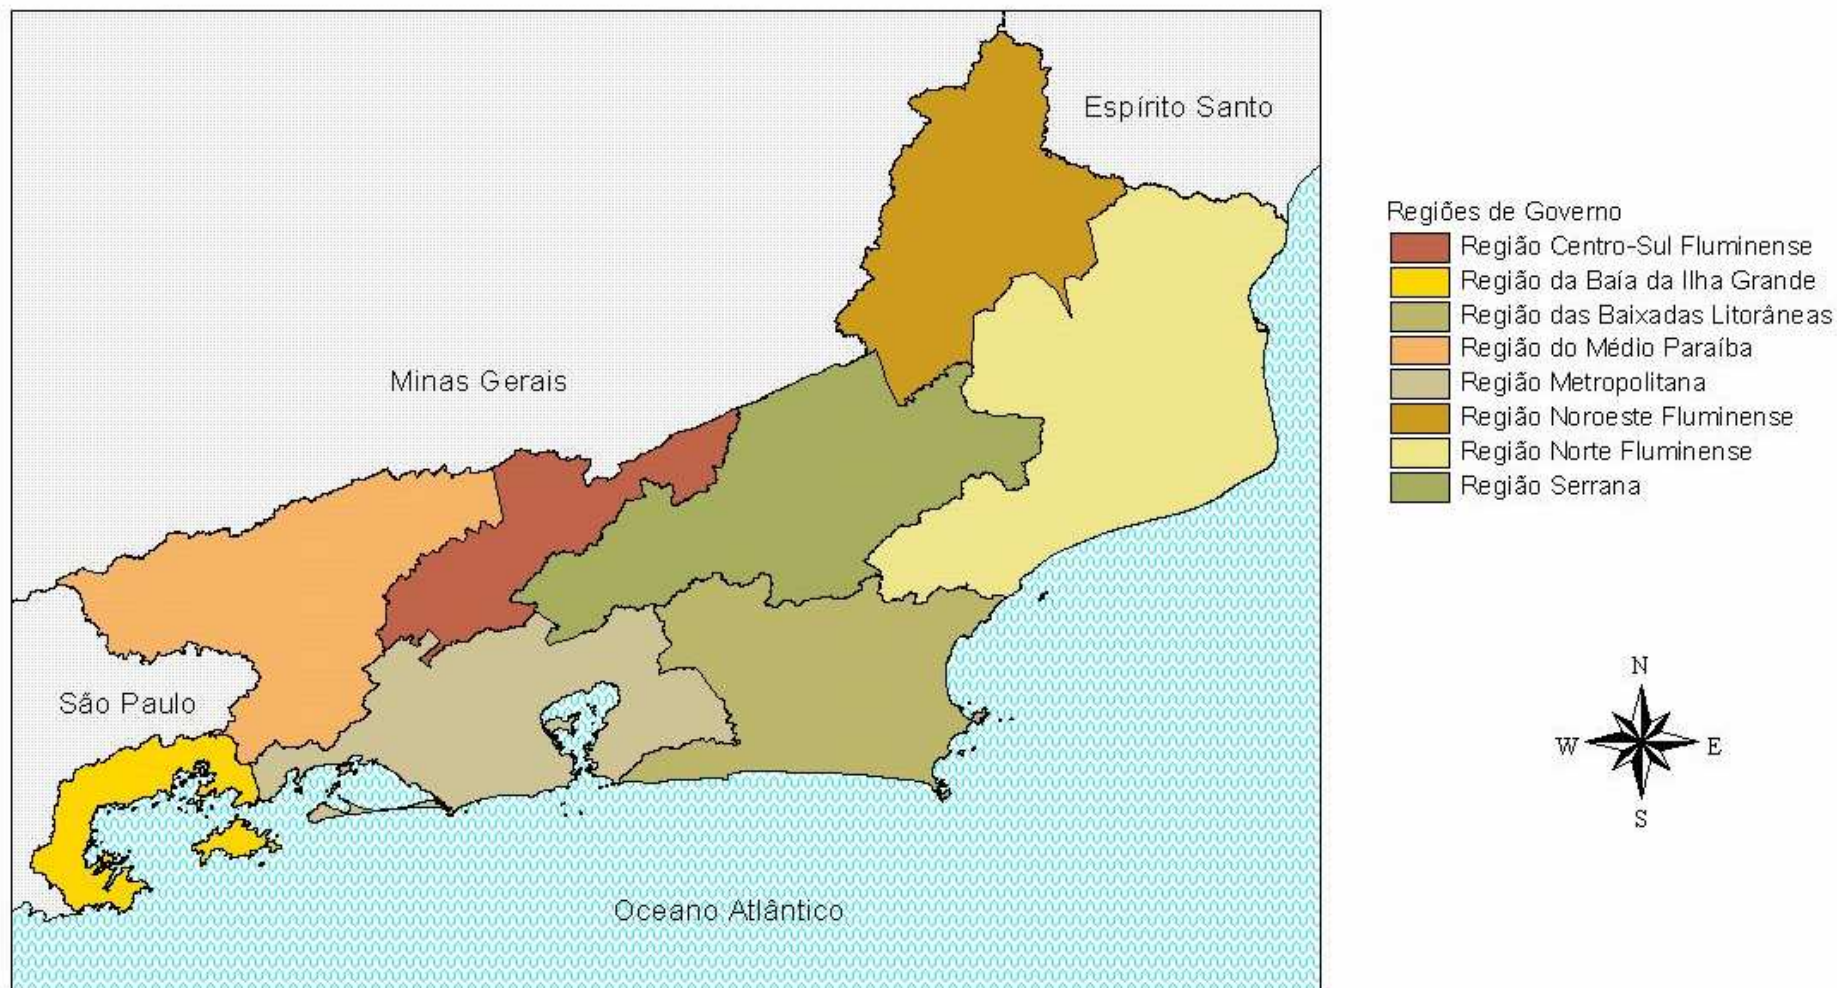 Espírito Santo
Minas Gerais
São Paulo
Oceano Atlântico
Regiões de Governo
Região Centro-Sul Fluminense
Região da Baía da Ilha Grande
Região das Baixadas Litorâneas
Região do Médio Paraíba
Região Metropolitana
Região Noroeste Fluminense
Região Norte Fluminense
Região Serrana
N
W E
S